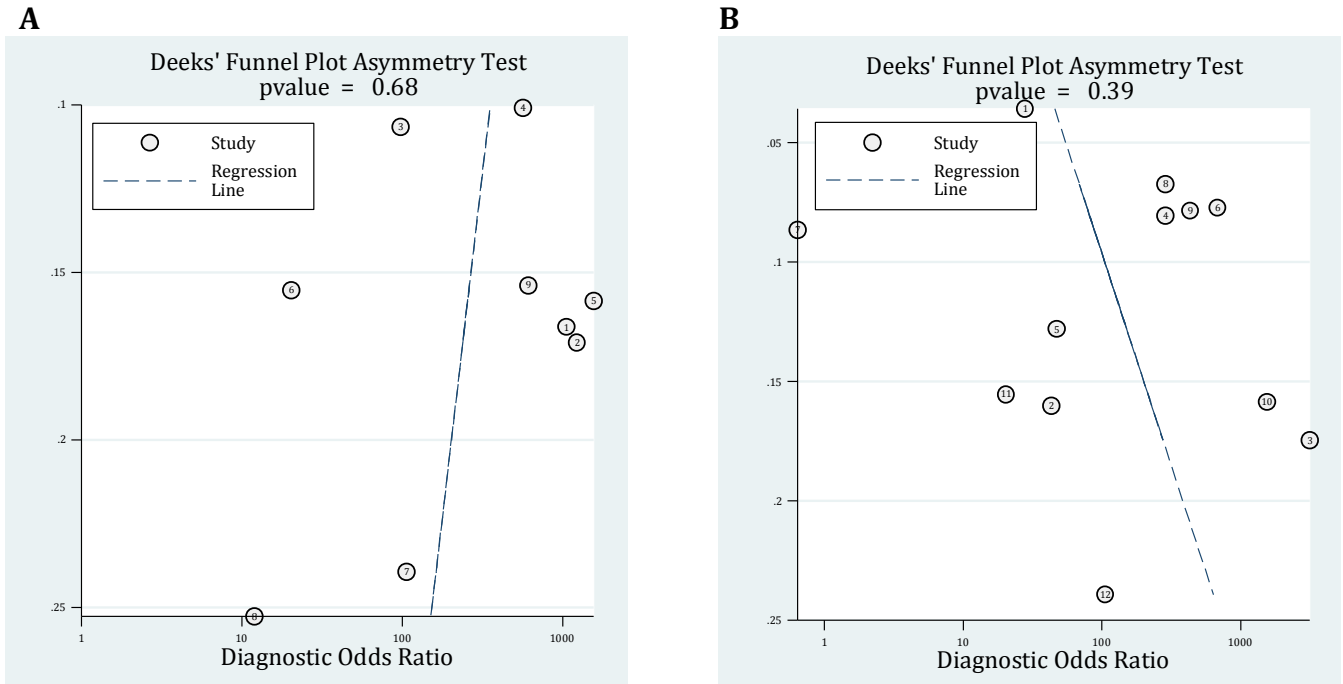 A
Deeks' Funnel Plot Asymmetry Test
pvalue = 0.68
.1
.15
.2
.25
Study
Regression
Line
4
3
6
9
5
1
2
7
8
1
10
100
1000
Diagnostic Odds Ratio
B
Deeks' Funnel Plot Asymmetry Test
pvalue = 0.39
.05
.1
.15
.2
.25
Study
Regression
Line
1
8
4
9
6
7
5
11
2
10
3
12
1
10
100
1000
Diagnostic Odds Ratio